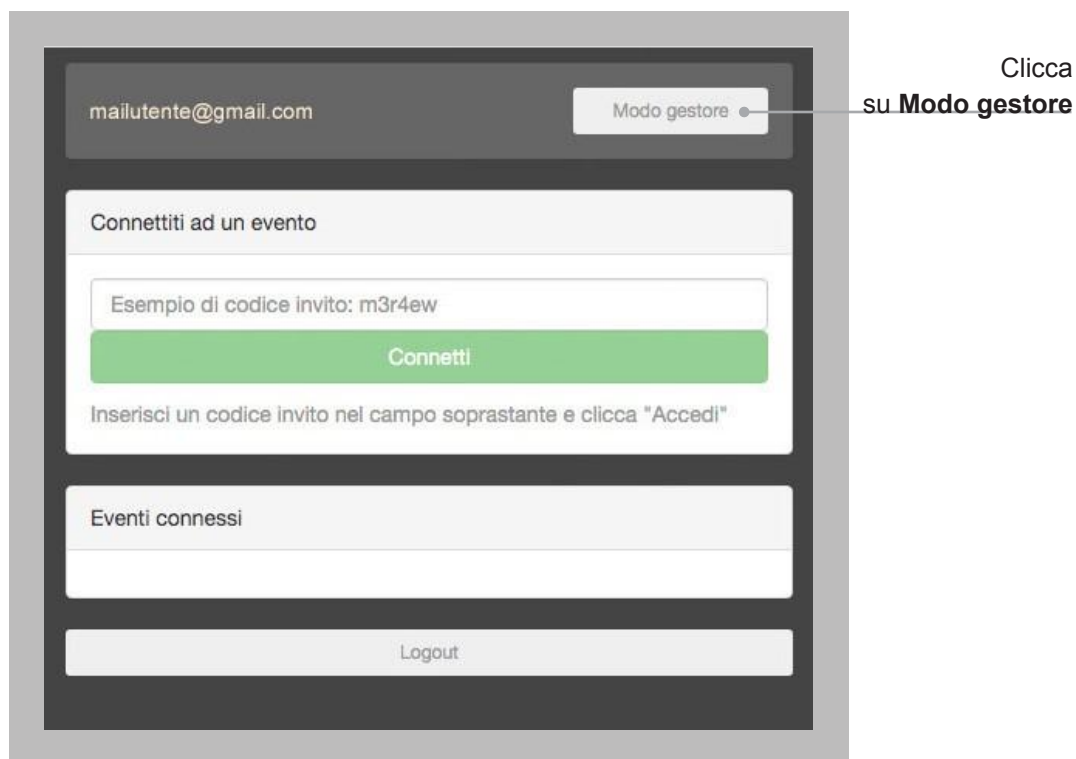 Clicca
su Modo gestore
mailutente@gmail.com
Modo gestore
Connettiti ad un evento
Esempio di codice invito: m3r4ew
Connetti
Inserisci un codice invito nel campo soprastante e clicca "Accedi"
Eventi connessi
Logout